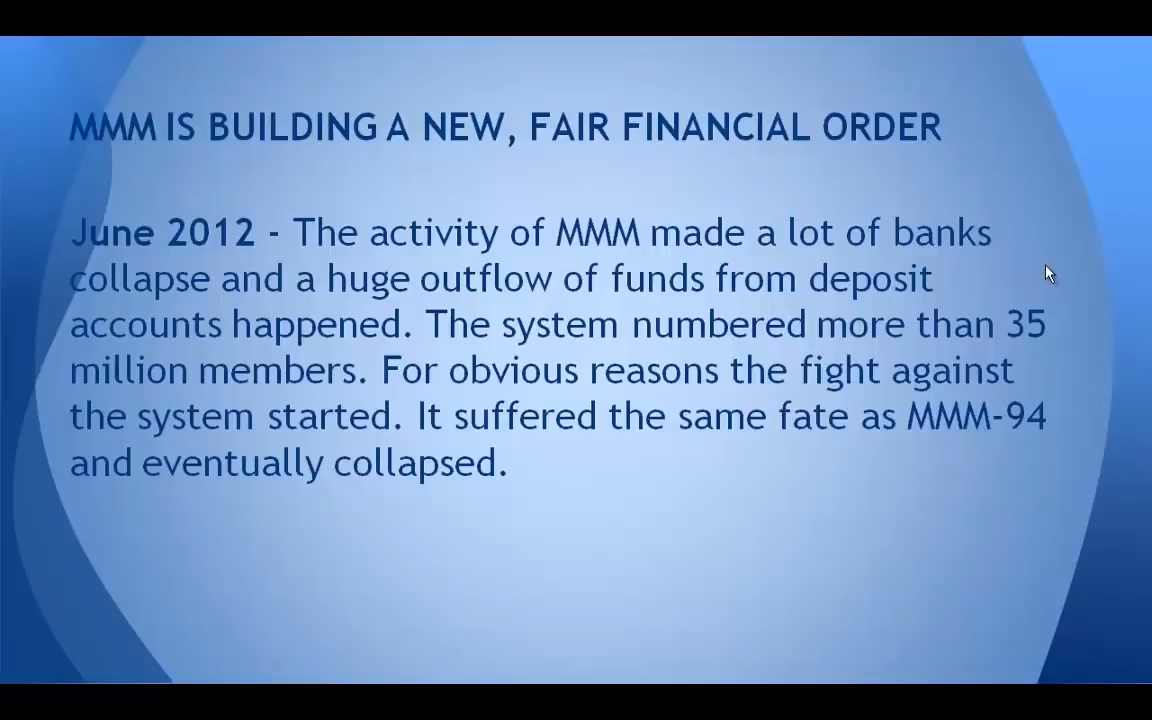 MMM IS BUILDING A NEW, FAIR FINANCIAL ORDER
June 2012 - The activity of MMM made a lot of banks
collapse and a huge outflow of funds from deposit
accounts happened. The system numbered more than 35
million members. For obvious reasons the fight against
the system started. It suffered the same fate as MMM-94
and eventually collapsed.